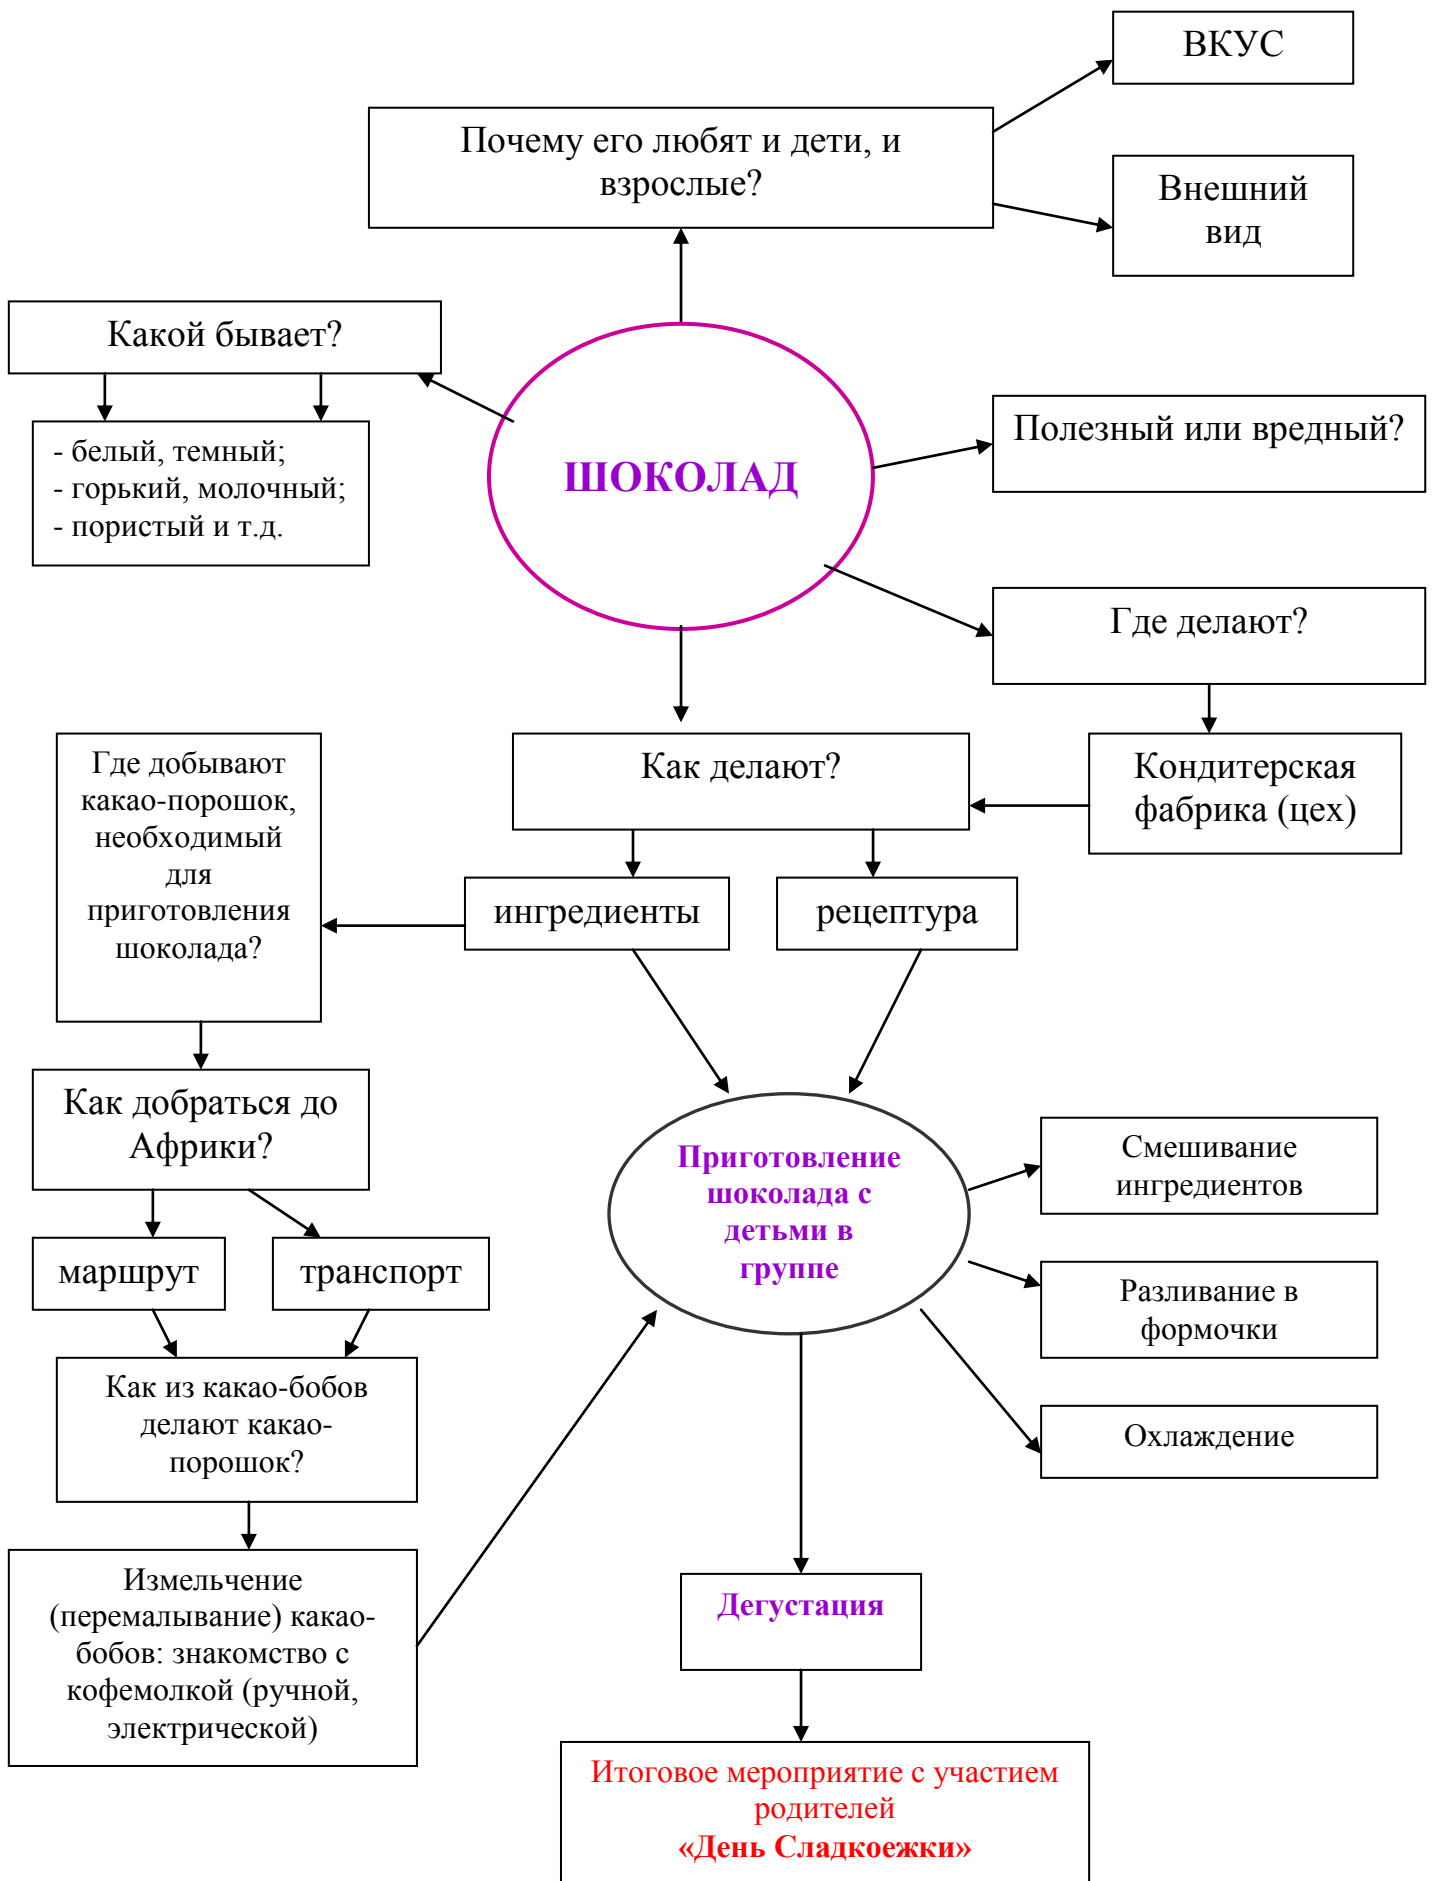 ВКУС
Почему его любят и дети, и
взрослые?
Внешний
вид
Какой бывает?
- белый, темный;
- горький, молочный;
- пористый и т.д.
ШОКОЛАД
Полезный или вредный?
Где делают?
Кондитерская
фабрика (цех)
Как делают?
ингредиенты
рецептура
Где добывают
какао-порошок,
необходимый
для
приготовления
шоколада?
Как добраться до
Африки?
маршрут
транспорт
Как из какао-бобов
делают какао-
порошок?
Измельчение
(перемалывание) какао-
бобов: знакомство с
кофемолкой (ручной,
электрической)
Приготовление
шоколада с
детьми в
группе
Смешивание
ингредиентов
Разливание в
формочки
Охлаждение
Дегустация
Итоговое мероприятие с участием
родителей
«День Сладкоежки»